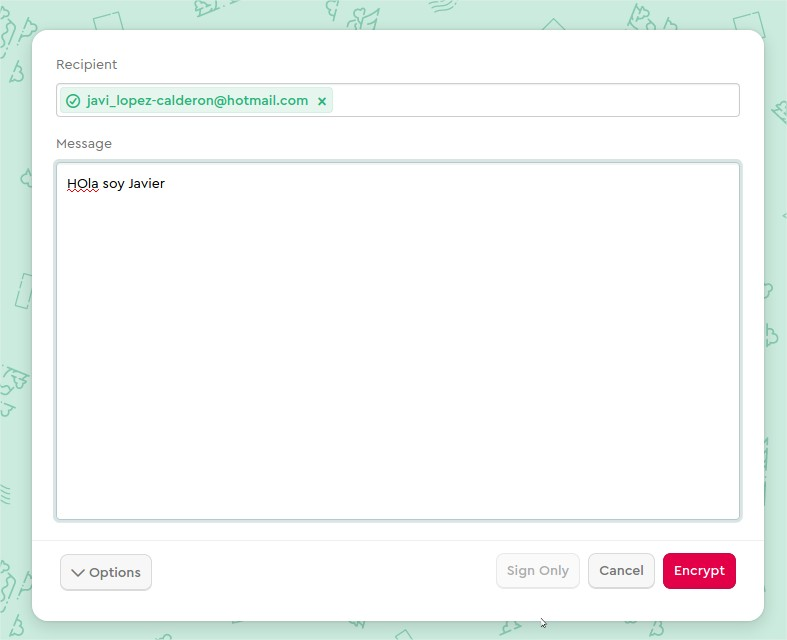 Recipient
javi_lopez-calderon@hotmail.com ×
Message
HOla soy Javier
Options
Sign Only
Cancel
Encrypt